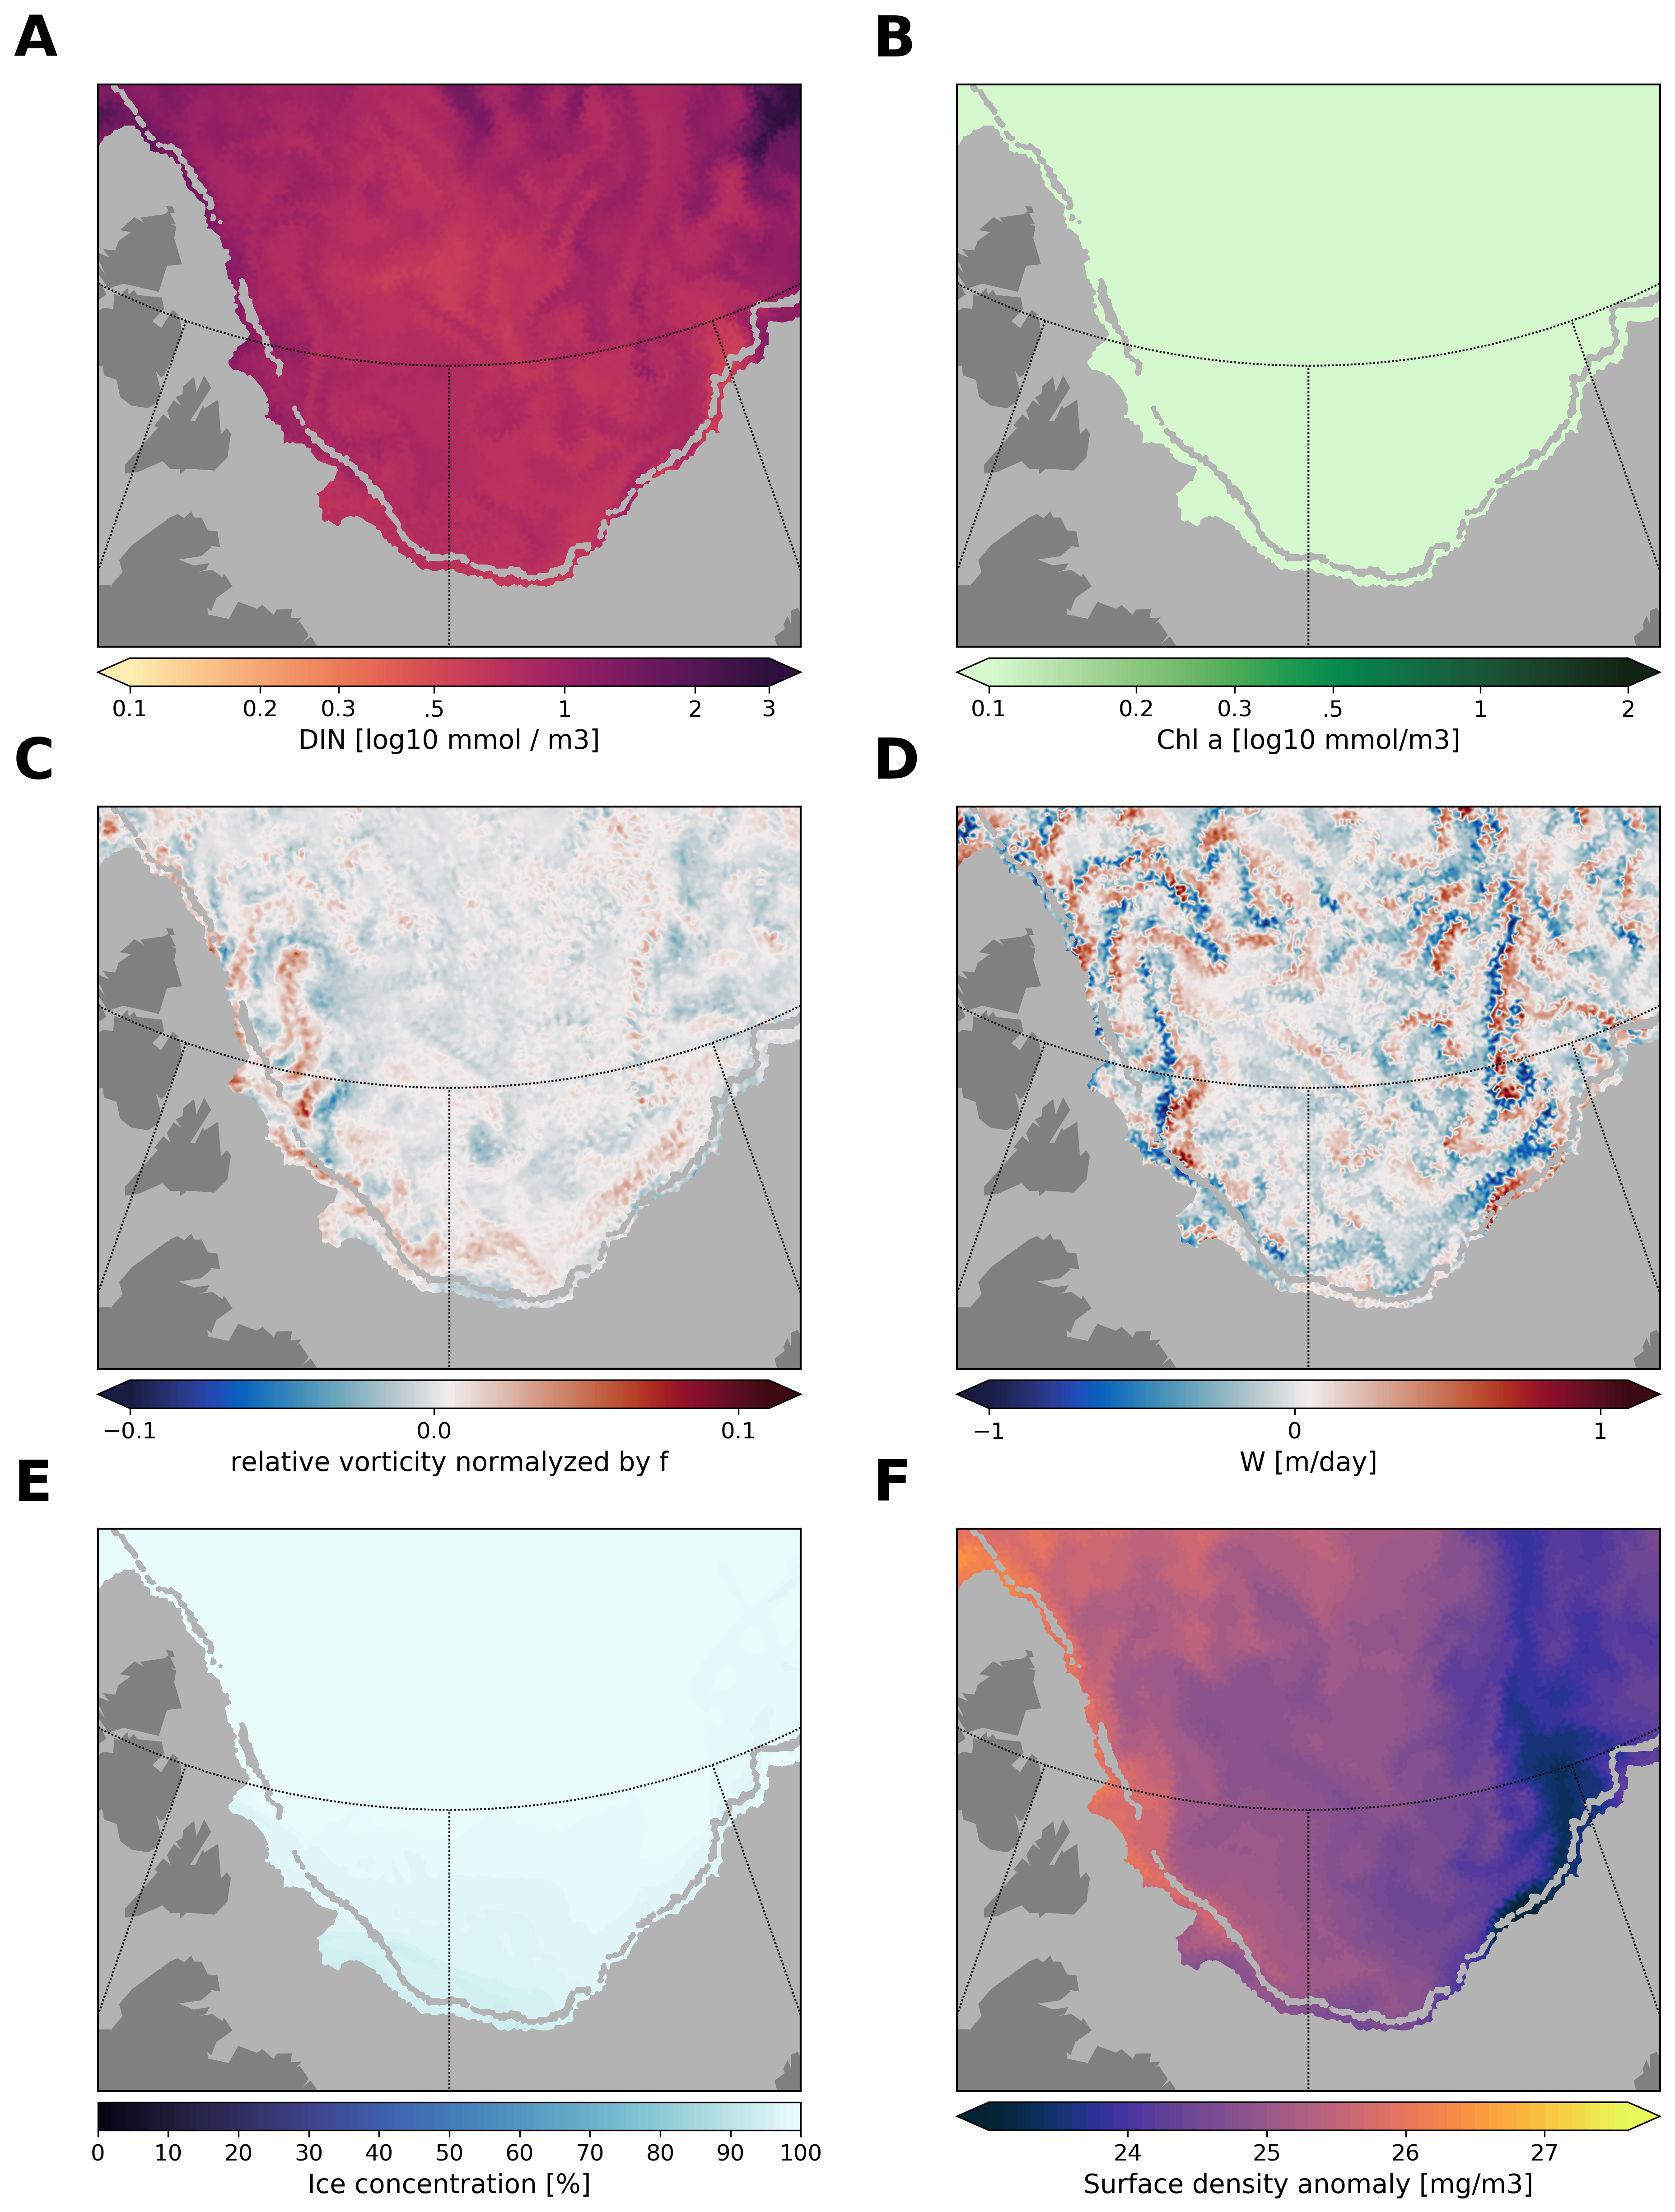 A B
0.1 0.2 0.3 .5 1 2 3 0.1 0.2 0.3 .5 1 2
DIN [log10 mmol / m3] Chl a [log10 mmol/m3]
C D
−0.1 0.0 0.1 −1 0 1
relative vorticity normalyzed by f W [m/day]
E F
0 10 20 30 40 50 60 70 80 90 100 24 25 26 27
Ice concentration [%] Surface density anomaly [mg/m3]